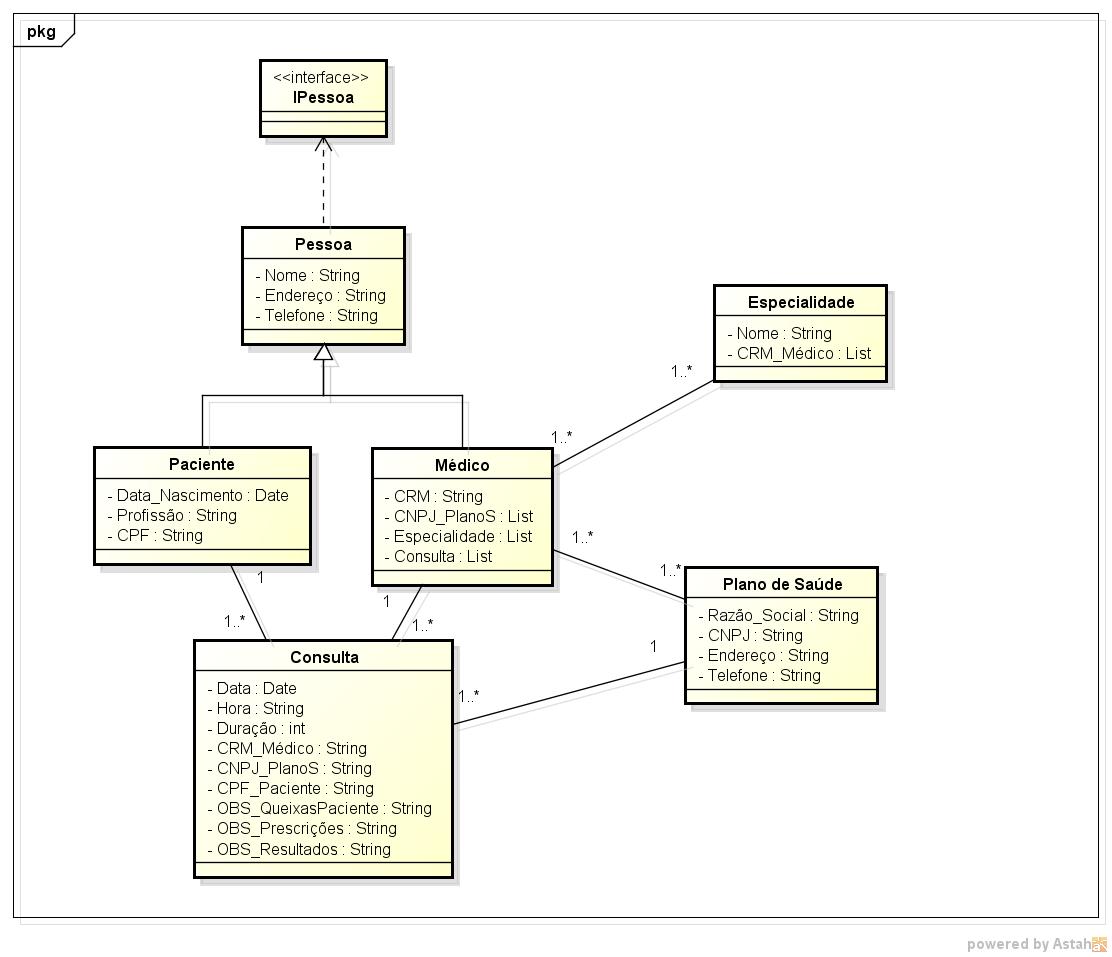 pkg
<<interface>>
IPessoa
Pessoa
- Nome : String
- Endereço : String
- Telefone : String
Especialidade
- Nome : String
- CRM_Médico : List
1..*
1..*
Paciente
- Data_Nascimento : Date
- Profissão : String
- CPF : String
Médico
- CRM : String
- CNPJ_PlanoS : List
- Especialidade : List
- Consulta : List
1..*
1..*
Plano de Saúde
- Razão_Social : String
- CNPJ : String
- Endereço : String
- Telefone : String
1
1..*
1
1..*
1
1..*
Consulta
- Data : Date
- Hora : String
- Duração : int
- CRM_Médico : String
- CNPJ_PlanoS : String
- CPF_Paciente : String
- OBS_QueixasPaciente : String
- OBS_Prescrições : String
- OBS_Resultados : String
powered by Astah